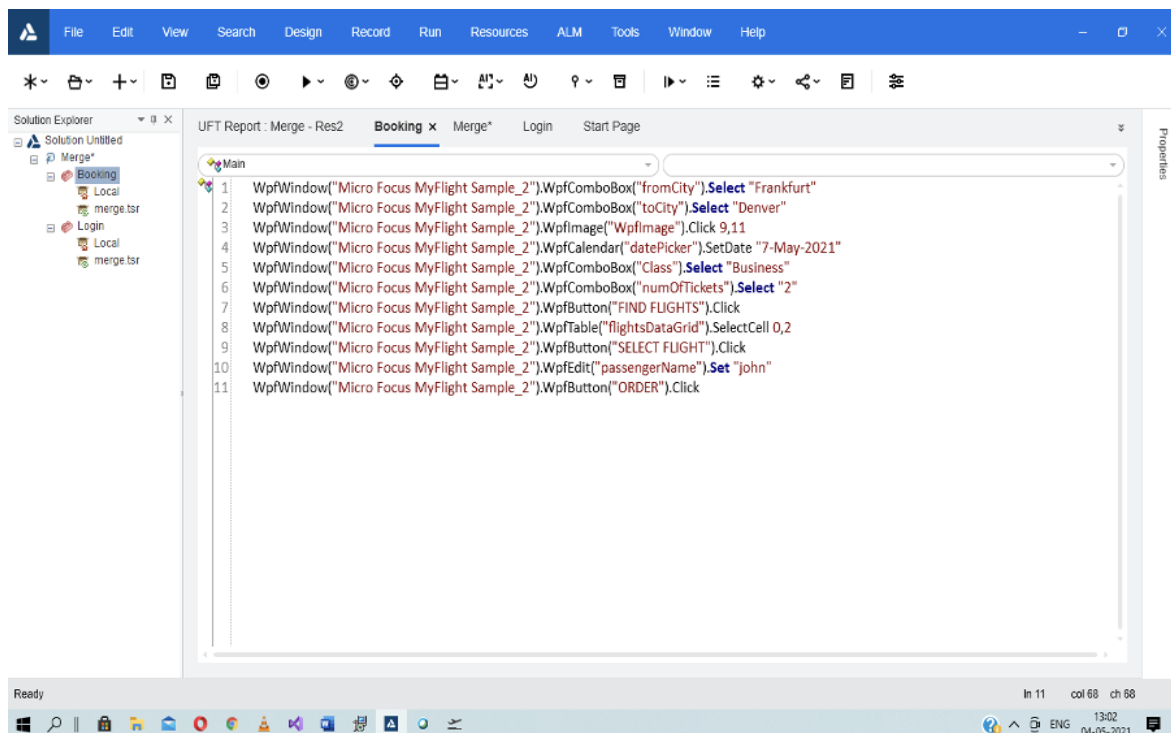 File Edit View Search Design Record Run Resources ALM Tools Window Help
AI AI
Solution Explorer
Solution Untitled
Merge*
Booking
Local
merge.tsr
Login
Local
merge.tsr
UFT Report : Merge - Res2 Booking × Merge* Login Start Page
Main
1 WpfWindow("Micro Focus MyFlight Sample_2").WpfComboBox("fromCity").Select "Frankfurt"
2 WpfWindow("Micro Focus MyFlight Sample_2").WpfComboBox("toCity").Select "Denver"
3 WpfWindow("Micro Focus MyFlight Sample_2").WpfImage("WpfImage").Click 9,11
4 WpfWindow("Micro Focus MyFlight Sample_2").WpfCalendar("datePicker").SetDate "7-May-2021"
5 WpfWindow("Micro Focus MyFlight Sample_2").WpfComboBox("Class").Select "Business"
6 WpfWindow("Micro Focus MyFlight Sample_2").WpfComboBox("numOfTickets").Select "2"
7 WpfWindow("Micro Focus MyFlight Sample_2").WpfButton("FIND FLIGHTS").Click
8 WpfWindow("Micro Focus MyFlight Sample_2").WpfTable("flightsDataGrid").SelectCell 0,2
9 WpfWindow("Micro Focus MyFlight Sample_2").WpfButton("SELECT FLIGHT").Click
10 WpfWindow("Micro Focus MyFlight Sample_2").WpfEdit("passengerName").Set "john"
11 WpfWindow("Micro Focus MyFlight Sample_2").WpfButton("ORDER").Click
Properties
Ready ln 11 col 68 ch 68
ENG 13:02
04-05-2021